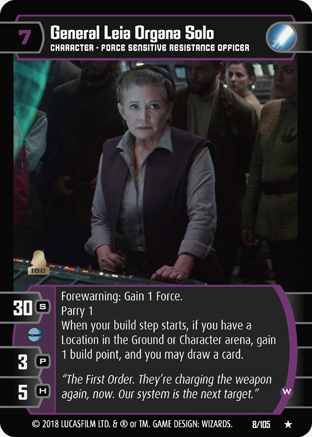 7
General Leia Organa Solo
CHARACTER - FORCE SENSITIVE RESISTANCE OFFICER
IDC
30 S
3 P
5 H
Forewarning: Gain 1 Force.
Parry 1
When your build step starts, if you have a
Location in the Ground or Character arena, gain
1 build point, and you may draw a card.
“The First Order. They’re charging the weapon
again, now. Our system is the next target.”
W
© 2018 LUCASFILM LTD. & ® or TM. GAME DESIGN: WIZARDS.
8/105